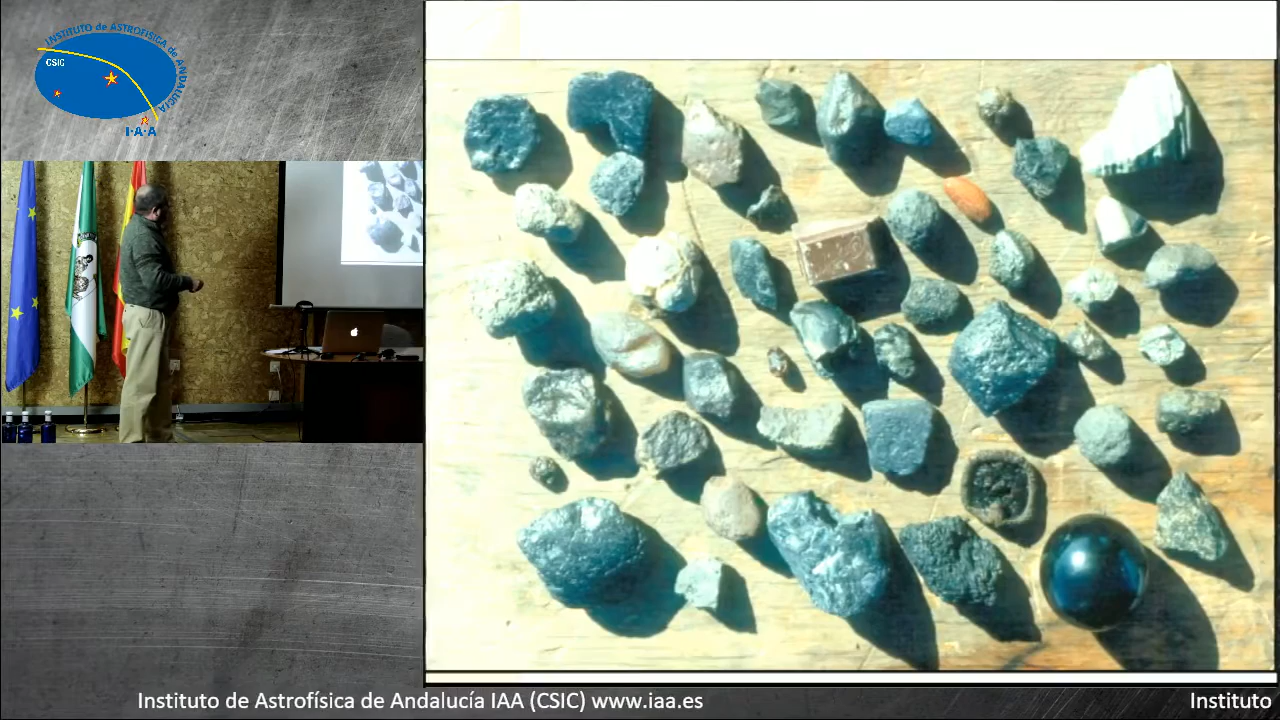 INSTITUTO de ASTROFÍSICA de ANDALUCÍA
CSIC
I·A·A
Instituto de Astrofísica de Andalucía IAA (CSIC) www.iaa.es
Instituto